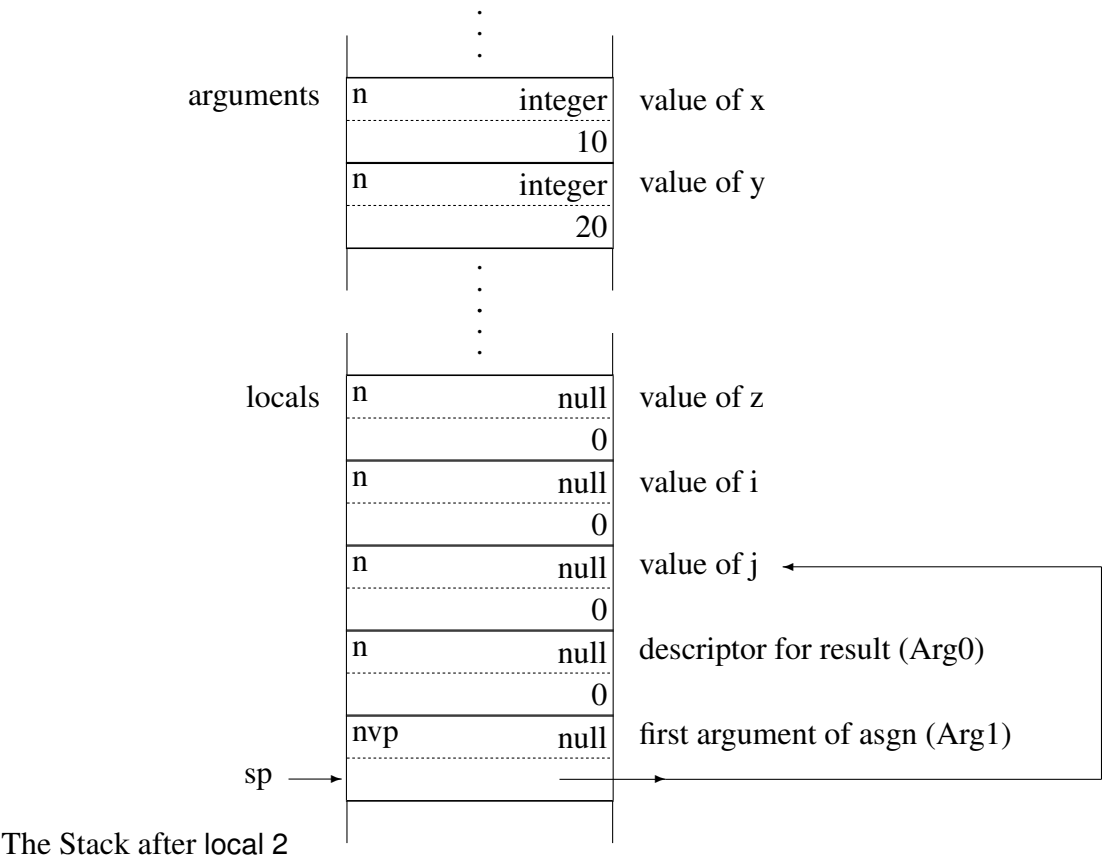 arguments n integer value of x
10
n integer value of y
20
locals n null value of z
0
n null value of i
0
n null value of j
0
n null descriptor for result (Arg0)
0
nvp null first argument of asgn (Arg1)
sp
The Stack after local 2